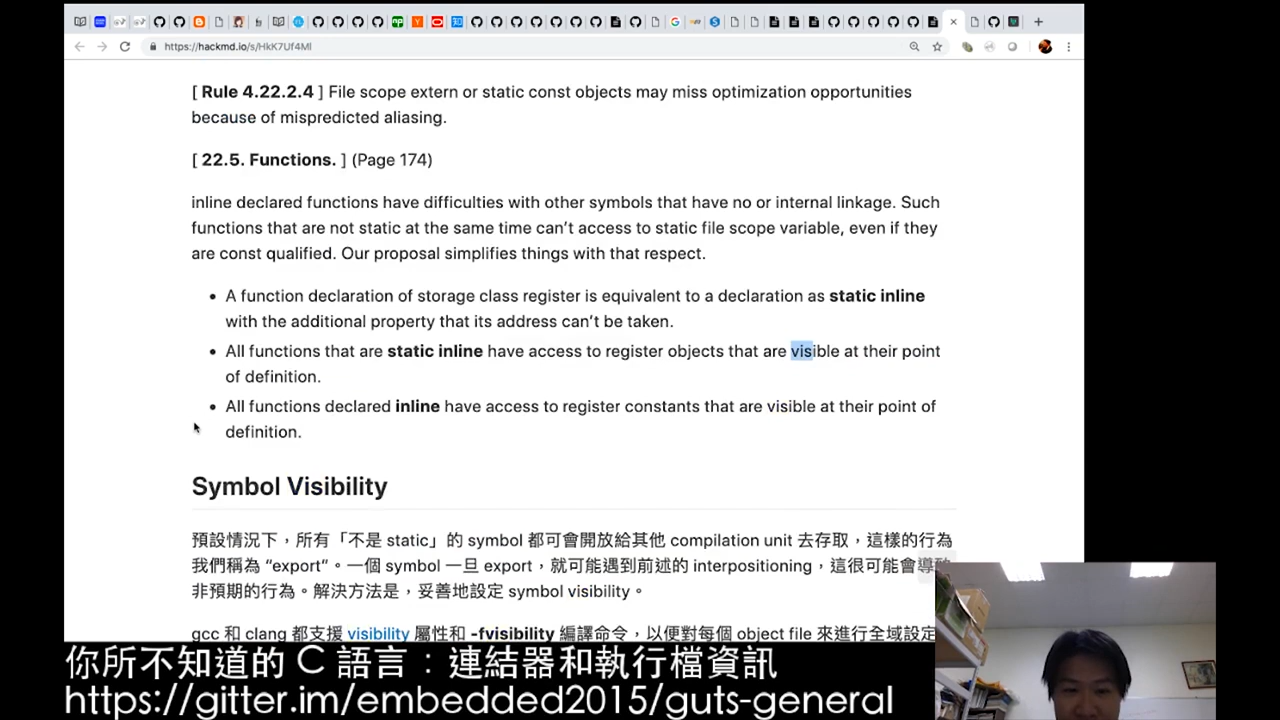 https://hackmd.io/s/HkK7Uf4Ml
[ Rule 4.22.2.4 ] File scope extern or static const objects may miss optimization opportunities
because of mispredicted aliasing.
[ 22.5. Functions. ] (Page 174)
inline declared functions have difficulties with other symbols that have no or internal linkage. Such
functions that are not static at the same time can’t access to static file scope variable, even if they
are const qualified. Our proposal simplifies things with that respect.
• A function declaration of storage class register is equivalent to a declaration as static inline
with the additional property that its address can’t be taken.
• All functions that are static inline have access to register objects that are visible at their point
of definition.
• All functions declared inline have access to register constants that are visible at their point of
definition.
Symbol Visibility
預設情況下，所有「不是 static」的 symbol 都可會開放給其他 compilation unit 去存取，這樣的行為
我們稱為 “export”。一個 symbol 一旦 export，就可能遇到前述的 interpositioning，這很可能會導致
非預期的行為。解決方法是，妥善地設定 symbol visibility。
gcc 和 clang 都支援 visibility 屬性和 -fvisibility 編譯命令，以便對每個 object file 來進行全域設定
你所不知道的 C 語言：連結器和執行檔資訊
https://gitter.im/embedded2015/guts-general